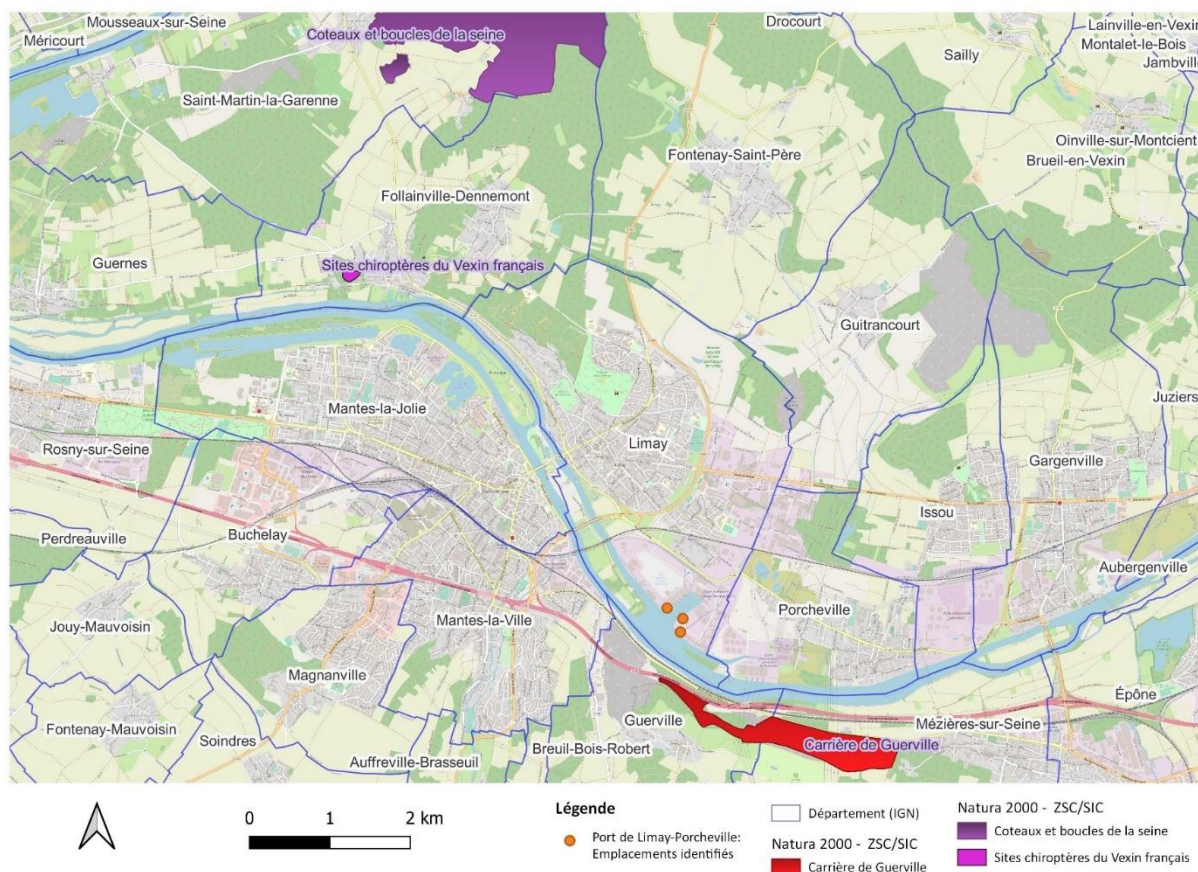 Mousseaux-sur-Seine
Drocourt
Lainville-en-Vexin
Méricourt
Coteaux et boucles de la seine
Sailly
Montalet-le-Bois
Jambville
Saint-Martin-la-Garenne
Oinville-sur-Montcient
Fontenay-Saint-Père
Brueil-en-Vexin
Follainville-Dennemont
Guernes
Sites chiroptères du Vexin français
Guitrancourt
Juziers
Mantes-la-Jolie
Limay
Rosny-sur-Seine
Gargenville
Issou
Perdreauville
Buchelay
Aubergenville
Porcheville
Jouy-Mauvoisin
Mantes-la-Ville
Magnanville
Épône
Fontenay-Mauvoisin
Guerville
Mézières-sur-Seine
Soindres
Breuil-Bois-Robert
Carrière de Guerville
Auffreville-Brasseuil
0 1 2 km
Légende
Port de Limay-Porcheville:
Emplacements identifiés
Département (IGN)
Natura 2000 - ZSC/SIC
Carrière de Guerville
Natura 2000 - ZSC/SIC
Coteaux et boucles de la seine
Sites chiroptères du Vexin français